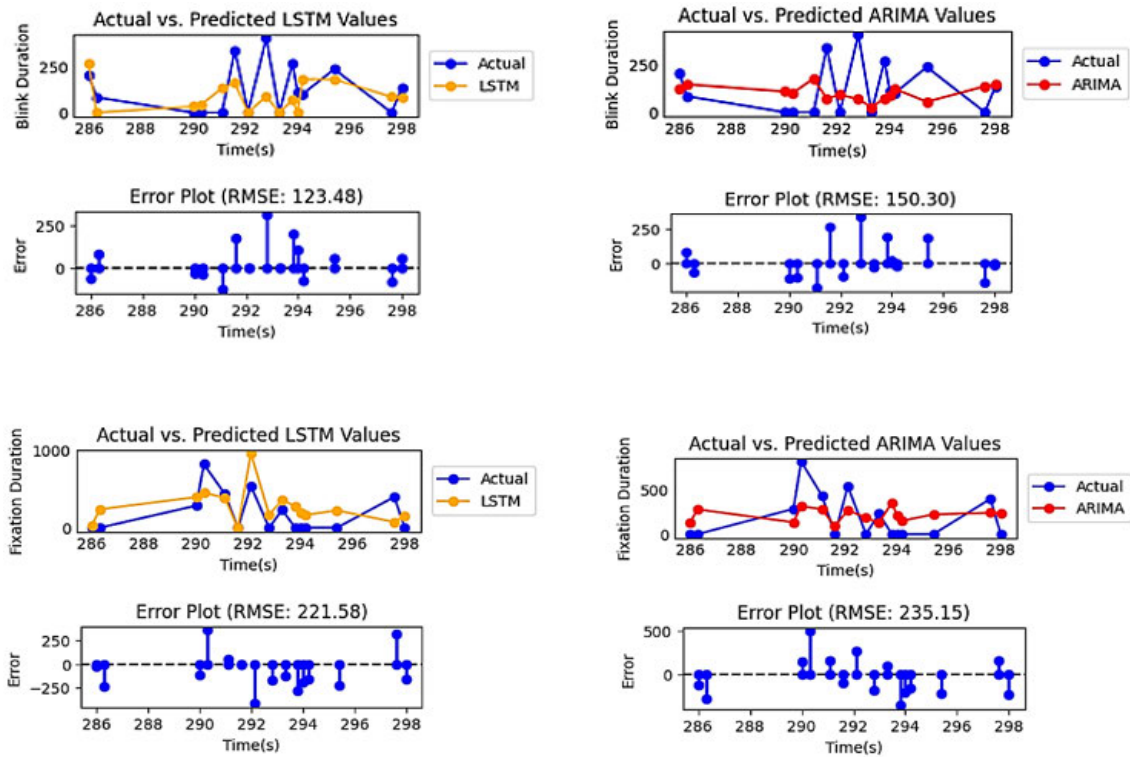 Actual vs. Predicted LSTM Values
Blink Duration
250
0
286 288 290 292 294 296 298
Time(s)
Actual
LSTM
Error Plot (RMSE: 123.48)
Error
250
0
286 288 290 292 294 296 298
Time(s)
Actual vs. Predicted ARIMA Values
Blink Duration
250
0
286 288 290 292 294 296 298
Time(s)
Actual
ARIMA
Error Plot (RMSE: 150.30)
Error
250
0
286 288 290 292 294 296 298
Time(s)
Actual vs. Predicted LSTM Values
Fixation Duration
1000
500
0
286 288 290 292 294 296 298
Time(s)
Actual
LSTM
Error Plot (RMSE: 221.58)
Error
250
0
−250
286 288 290 292 294 296 298
Time(s)
Actual vs. Predicted ARIMA Values
Fixation Duration
500
0
286 288 290 292 294 296 298
Time(s)
Actual
ARIMA
Error Plot (RMSE: 235.15)
Error
500
0
286 288 290 292 294 296 298
Time(s)